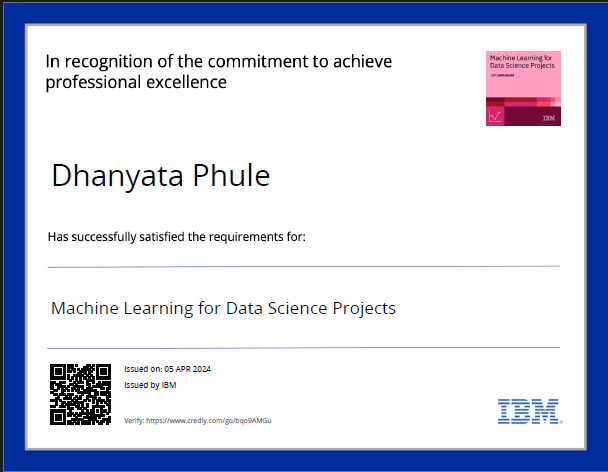 In recognition of the commitment to achieve
professional excellence
Machine Learning for
Data Science Projects
IBM
Dhanyata Phule
Has successfully satisfied the requirements for:
Machine Learning for Data Science Projects
Issued on: 05 APR 2024
Issued by IBM
Verify: https://www.credly.com/go/bqo9AMGu
IBM.